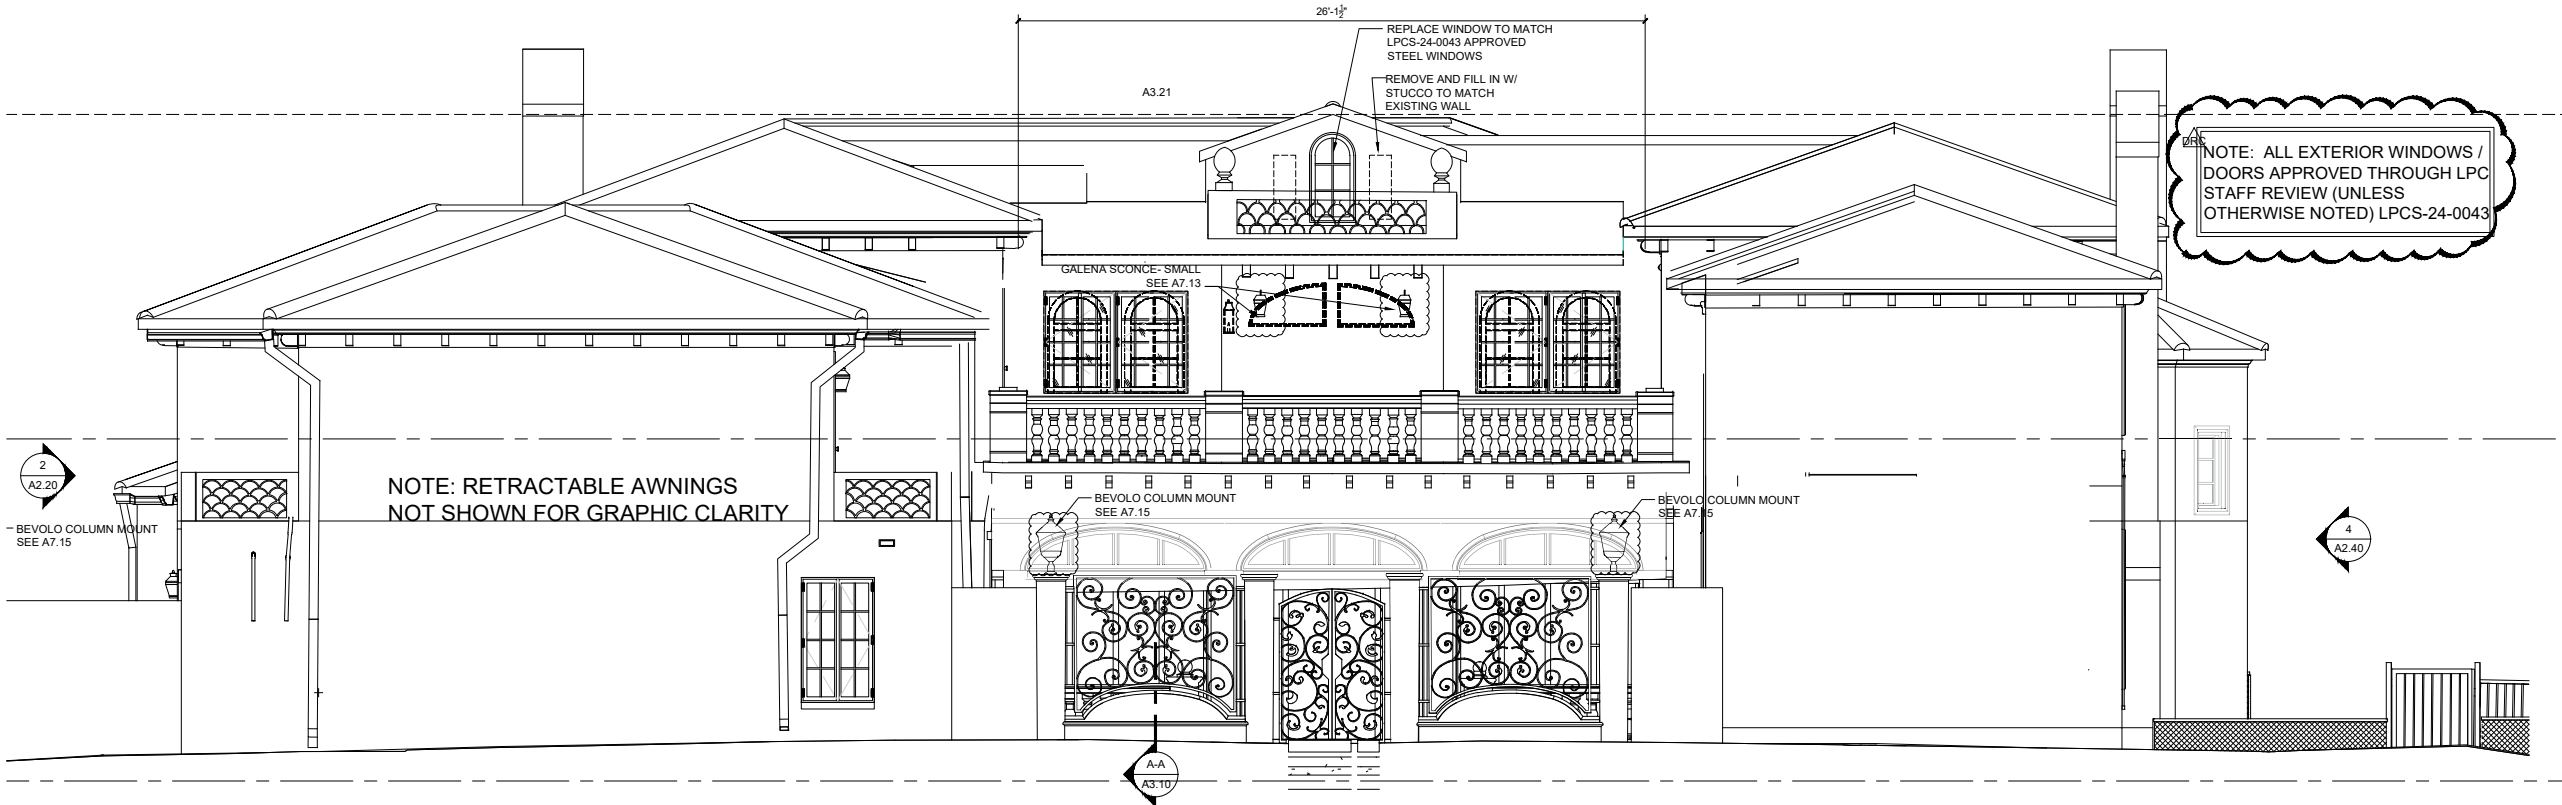 26'-1½"
REPLACE WINDOW TO MATCH
LPCS-24-0043 APPROVED
STEEL WINDOWS
REMOVE AND FILL IN W/
STUCCO TO MATCH
EXISTING WALL
A3.21
DRC
NOTE: ALL EXTERIOR WINDOWS /
DOORS APPROVED THROUGH LPC
STAFF REVIEW (UNLESS
OTHERWISE NOTED) LPCS-24-0043
GALENA SCONCE- SMALL
SEE A7.13
2
A2.20
NOTE: RETRACTABLE AWNINGS
NOT SHOWN FOR GRAPHIC CLARITY
BEVOLO COLUMN MOUNT
SEE A7.15
BEVOLO COLUMN MOUNT
SEE A7.15
BEVOLO COLUMN MOUNT
SEE A7.15
4
A2.40
A-A
A3.10